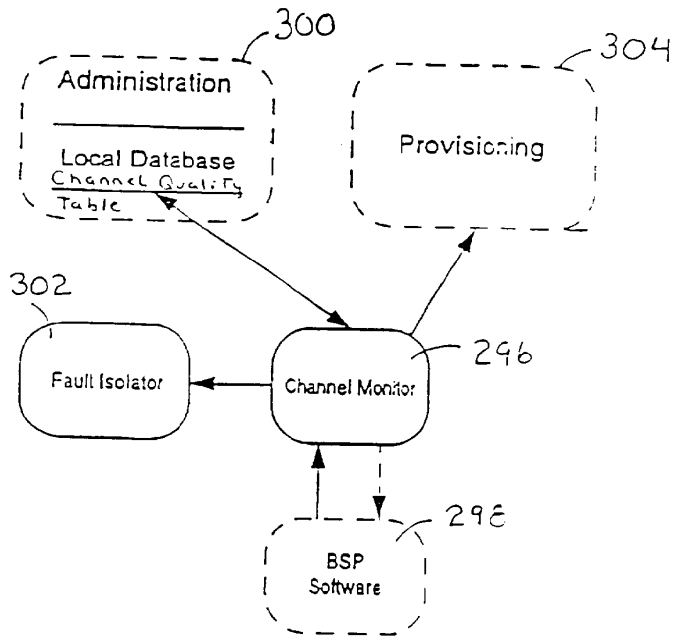 300
304
Administration
Provisioning
Local Database
Channel Quality
Table
302
296
Fault Isolator
Channel Monitor
298
BSP
Software